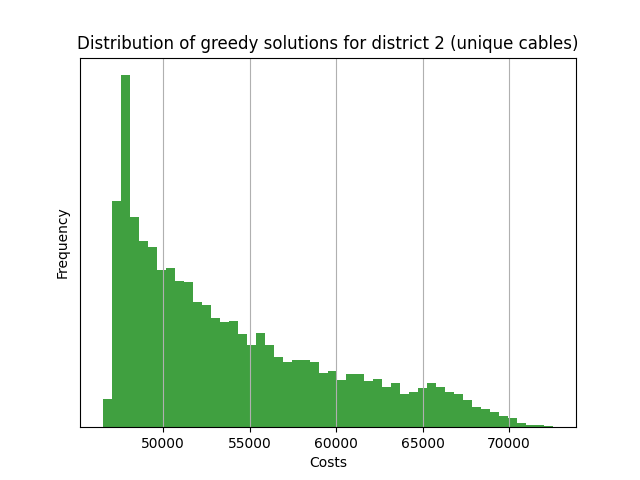 Distribution of greedy solutions for district 2 (unique cables)
Frequency
50000 55000 60000 65000 70000
Costs